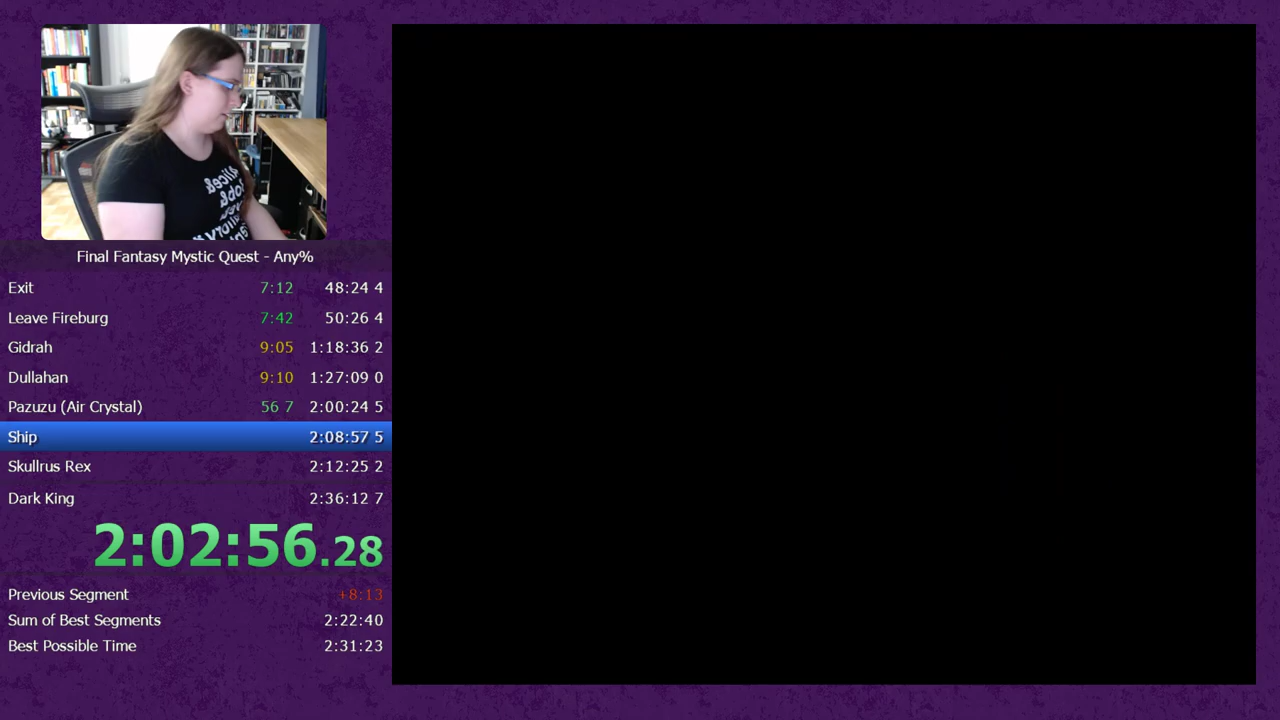 Final Fantasy Mystic Quest - Any%
Exit 7:12 48:24 4
Leave Fireburg 7:42 50:26 4
Gidrah 9:05 1:18:36 2
Dullahan 9:10 1:27:09 0
Pazuzu (Air Crystal) 56 7 2:00:24 5
Ship 2:08:57 5
Skullrus Rex 2:12:25 2
Dark King 2:36:12 7
2:02:56.28
Previous Segment +8:13
Sum of Best Segments 2:22:40
Best Possible Time 2:31:23